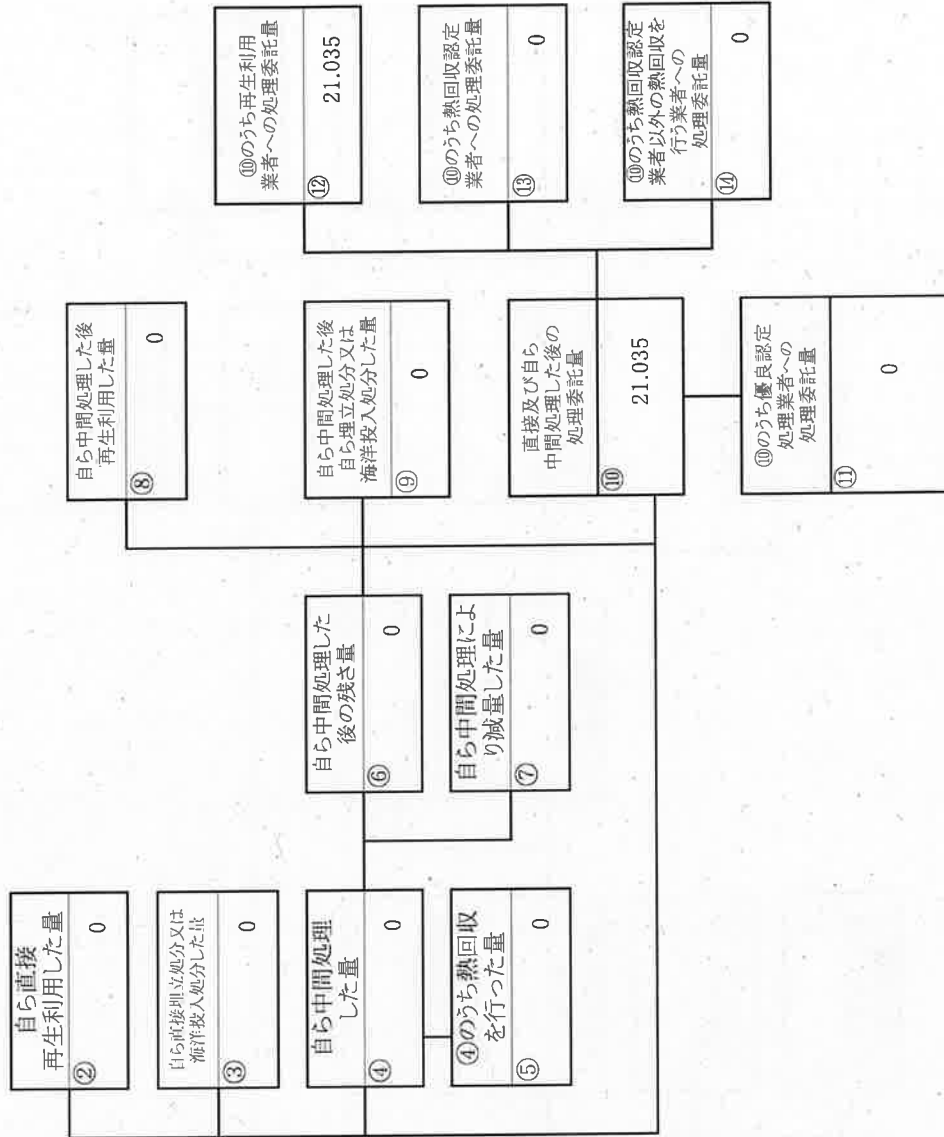 自ら直接
再生利用した量
②
0
自ら直接埋立処分又は
海洋投入処分した量
③
0
自ら中間処理
した量
④
0
④のうち熱回収
を行った量
⑤
0
自ら中間処理した
後の残さ量
⑥
0
自ら中間処理によ
り減量した量
⑦
0
自ら中間処理した後
再生利用した量
⑧
0
自ら中間処理した後
自ら埋立処分又は
海洋投入処分した量
⑨
0
直接及び自ら
中間処理した後の
処理委託量
⑩
21.035
⑩のうち優良認定
処理業者への
処理委託量
⑪
0
⑩のうち再生利用
業者への処理委託量
⑫
21.035
⑩のうち熱回収認定
業者への処理委託量
⑬
0
⑩のうち熱回収認定
業者以外の熱回収を
行う業者への
処理委託量
⑭
0